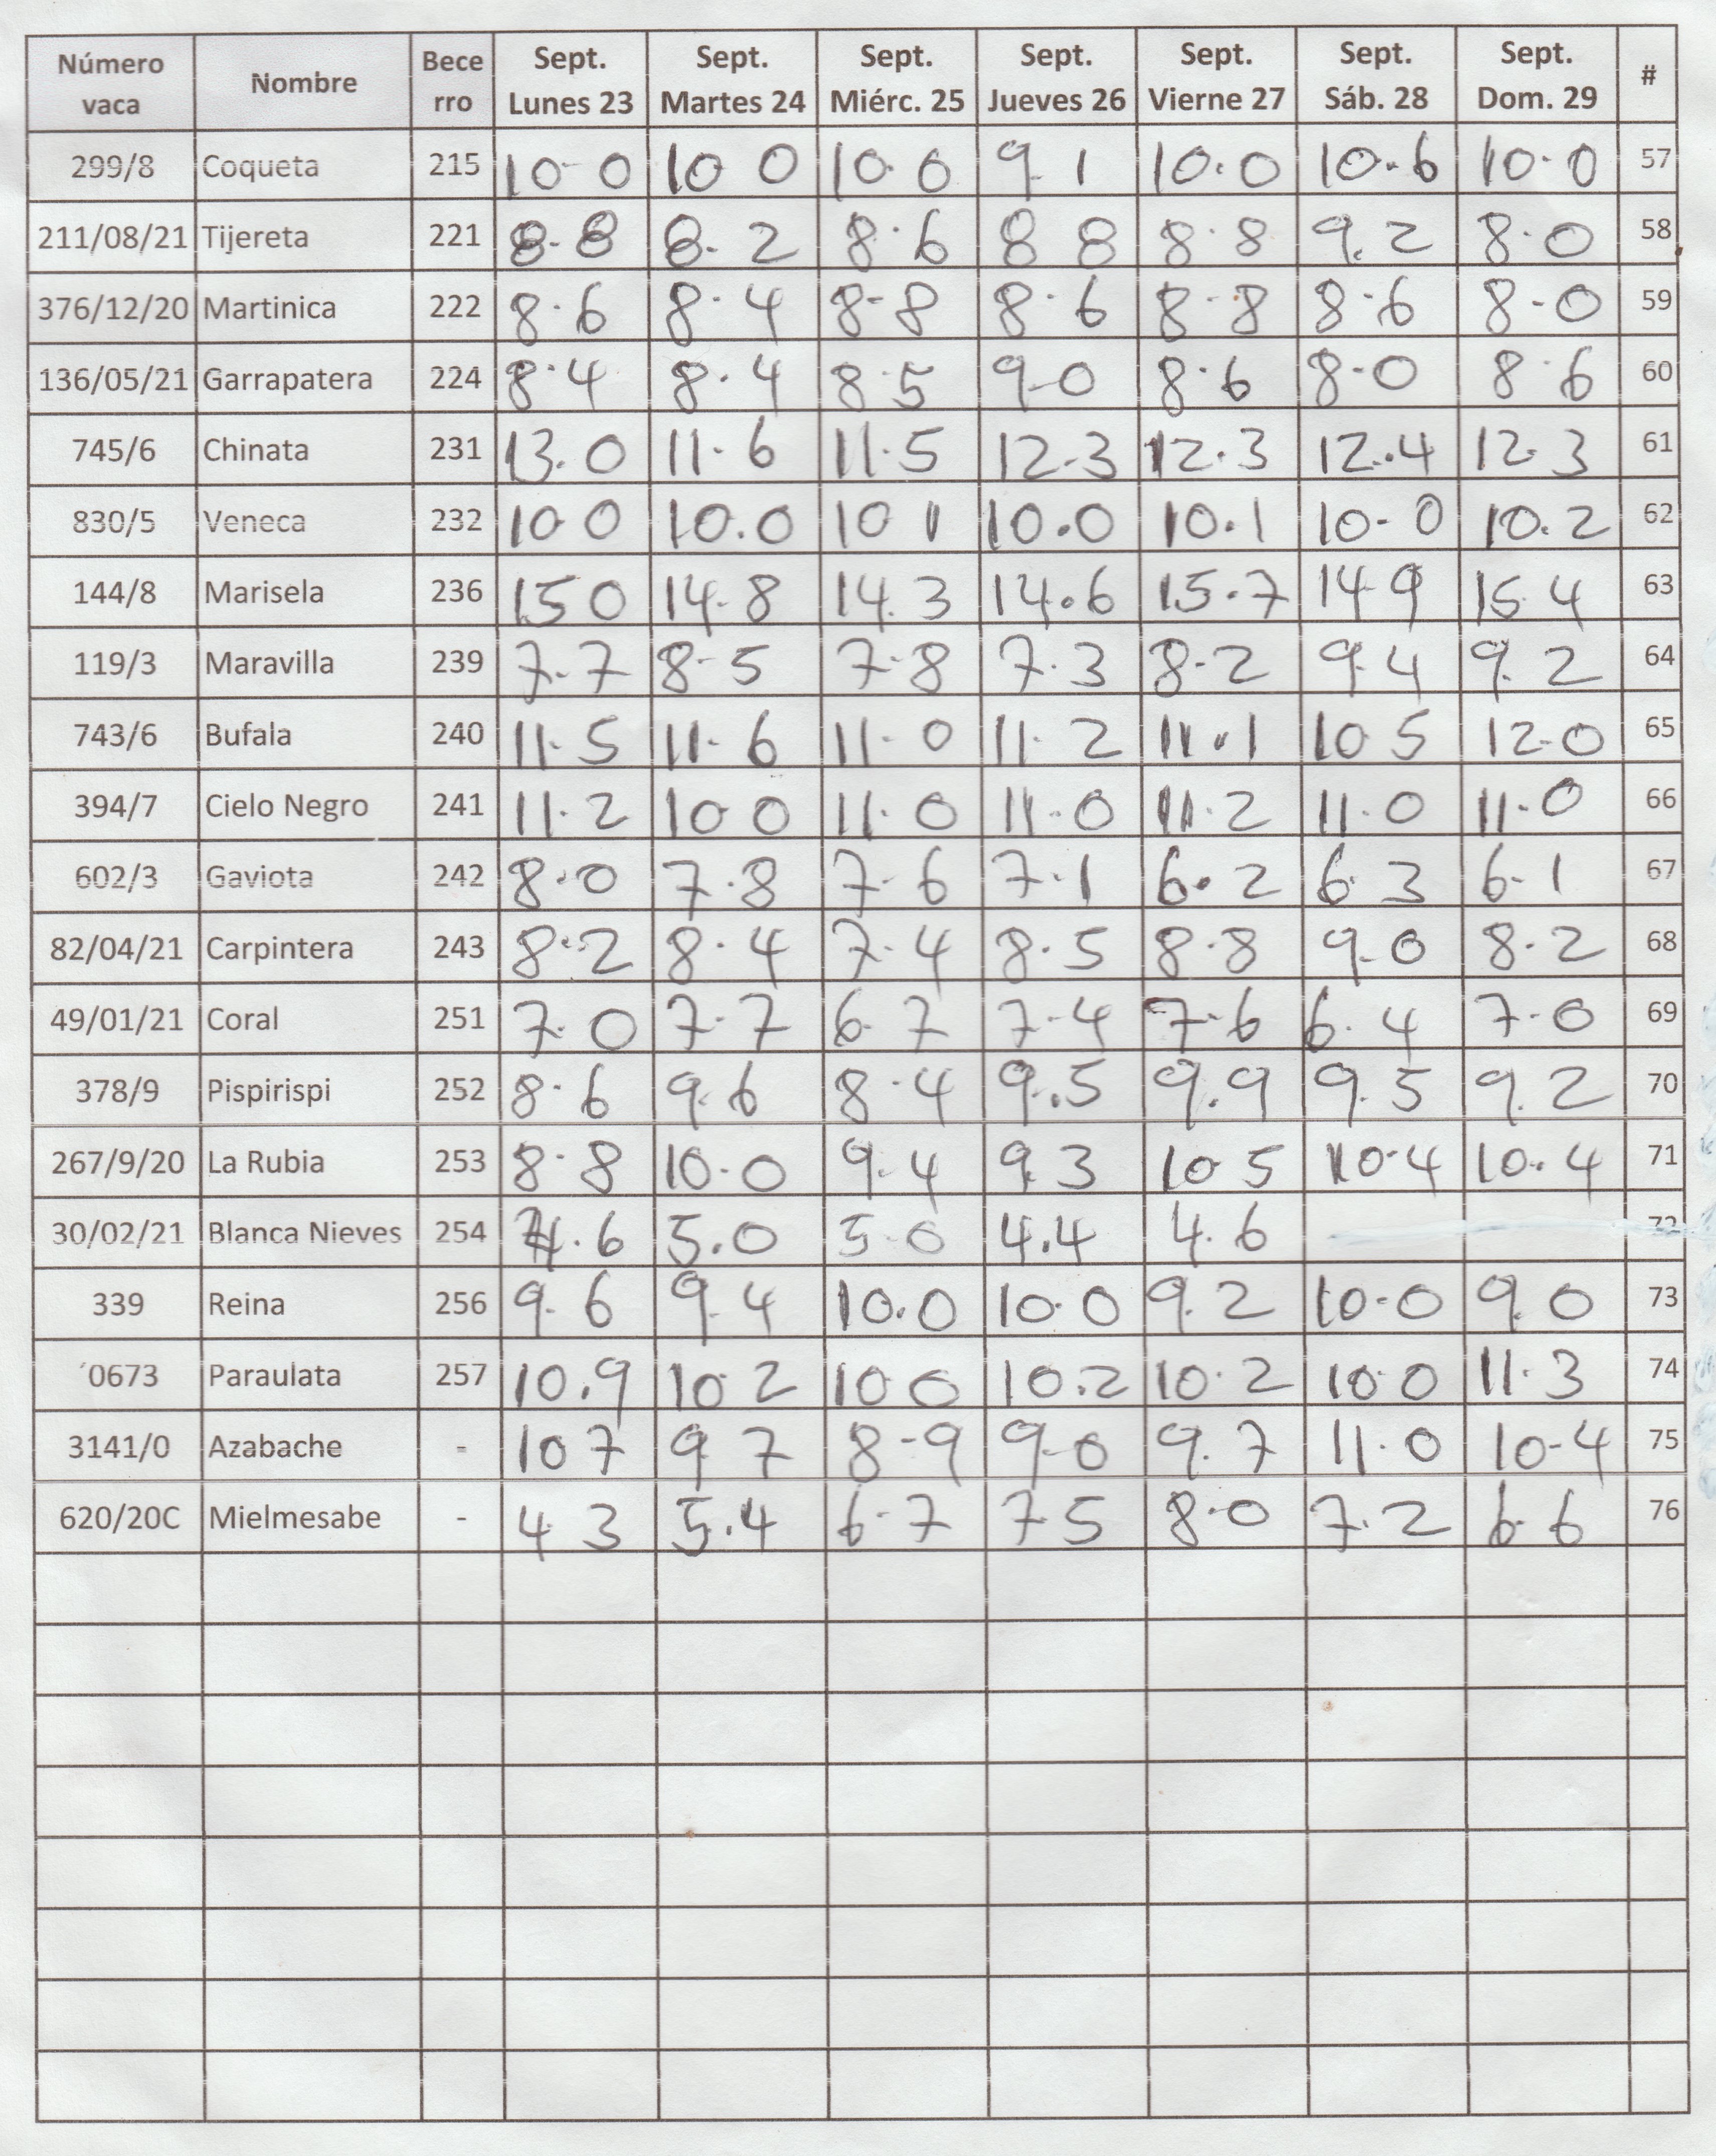 Número vaca Nombre Bece rro Sept. Lunes 23 Sept. Martes 24 Sept. Miérc. 25 Sept. Jueves 26 Sept. Vierne 27 Sept. Sáb. 28 Sept. Dom. 29 #
299/8 Coqueta 215 10-0 10 0 10.0 9.1 10.0 10.6 10.0 57
211/08/21 Tijereta 221 8.8 8.2 8.6 8 8 8.8 9.2 8.0 58
376/12/20 Martinica 222 8.6 8.4 8-8 8.6 8-8 8.6 8-0 59
136/05/21 Garrapatera 224 8.4 8.4 8.5 9-0 8.6 8-0 8.6 60
745/6 Chinata 231 13.0 11.6 11.5 12.3 12.3 12.4 12.3 61
830/5 Veneca 232 10 0 10.0 10 1 10.0 10.1 10-0 10.2 62
144/8 Marisela 236 15 0 14.8 14.3 14.6 15.7 14 9 15.4 63
119/3 Maravilla 239 7.7 8-5 7.8 7.3 8.2 9.4 9.2 64
743/6 Bufala 240 11.5 11.6 11.0 11.2 11.1 10 5 12-0 65
394/7 Cielo Negro 241 11.2 10 0 11.0 11.0 11.2 11.0 11.0 66
602/3 Gaviota 242 8.0 7.8 7.6 7.1 6.2 6.3 6.1 67
82/04/21 Carpintera 243 8.2 8.4 7.4 8.5 8.8 9-0 8.2 68
49/01/21 Coral 251 7.0 7.7 6.7 7-4 7.6 6.4 7.0 69
378/9 Pispirispi 252 8.6 9.6 8.4 9.5 9.9 9.5 9.2 70
267/9/20 La Rubia 253 8.8 10.0 9.4 9.3 10 5 10.4 10.4 71
30/02/21 Blanca Nieves 254 4.6 5.0 5.0 4.4 4.6 72
339 Reina 256 9.6 9.4 10.0 10.0 9.2 10-0 9.0 73
´0673 Paraulata 257 10.9 10 2 10 0 10.2 10.2 10.0 11.3 74
3141/0 Azabache - 10 7 9 7 8-9 9-0 9.7 11.0 10-4 75
620/20C Mielmesabe - 4 3 5.4 6.7 7 5 8.0 7.2 6.6 76